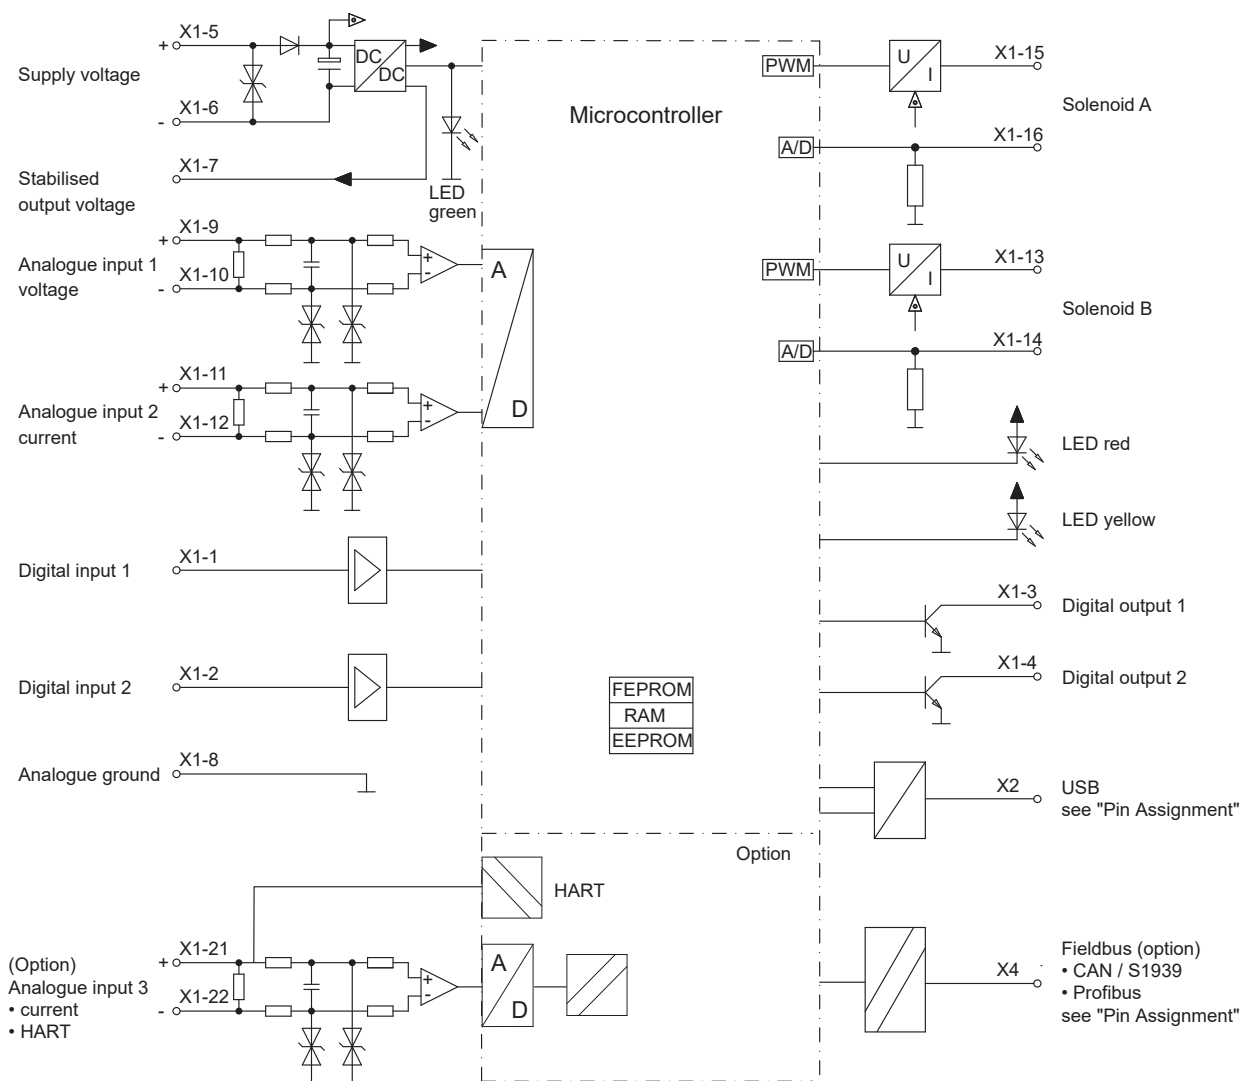 X1-5
+
Supply voltage
DC
DC
X1-6
-
X1-7
Stabilised
output voltage
LED
green
Microcontroller
X1-9
+
Analogue input 1
voltage
X1-10
-
+
-
A
D
X1-11
+
Analogue input 2
current
X1-12
-
+
-
X1-1
Digital input 1
X1-2
Digital input 2
X1-8
Analogue ground
FEPROM
RAM
EEPROM
PWM
U
I
X1-15
Solenoid A
A/D
X1-16
PWM
U
I
X1-13
Solenoid B
A/D
X1-14
LED red
LED yellow
X1-3
Digital output 1
X1-4
Digital output 2
X2
USB
see "Pin Assignment"
Option
HART
X1-21
+
(Option)
Analogue input 3
• current
• HART
X1-22
-
+
-
A
D
X4
Fieldbus (option)
• CAN / S1939
• Profibus
see "Pin Assignment"